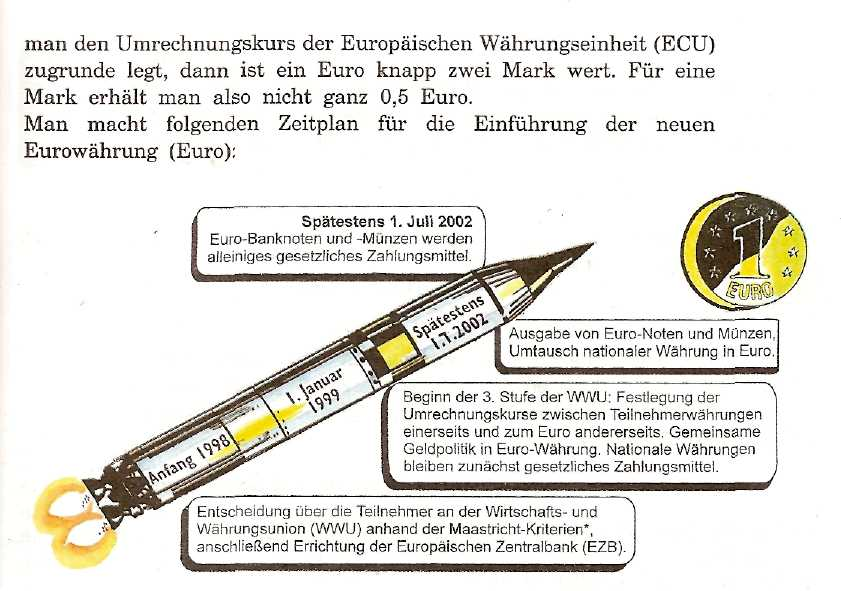 man den Umrechnungskurs der Europäischen Währungseinheit (ECU)
zugrunde legt, dann ist ein Euro knapp zwei Mark wert. Für eine
Mark erhält man also nicht ganz 0,5 Euro.
Man macht folgenden Zeitplan für die Einführung der neuen
Eurowährung (Euro):
Spätestens 1. Juli 2002
Euro-Banknoten und -Münzen werden
alleiniges gesetzliches Zahlungsmittel.
1
EURO
Spätestens
1.7.2002
Ausgabe von Euro-Noten und Münzen,
Umtausch nationaler Währung in Euro.
1. Januar
1999
Beginn der 3. Stufe der WWU: Festlegung der
Umrechnungskurse zwischen Teilnehmerwährungen
einerseits und zum Euro andererseits. Gemeinsame
Geldpolitik in Euro-Währung. Nationale Währungen
bleiben zunächst gesetzliches Zahlungsmittel.
Anfang 1998
Entscheidung über die Teilnehmer an der Wirtschafts- und
Währungsunion (WWU) anhand der Maastricht-Kriterien*,
anschließend Errichtung der Europäischen Zentralbank (EZB).